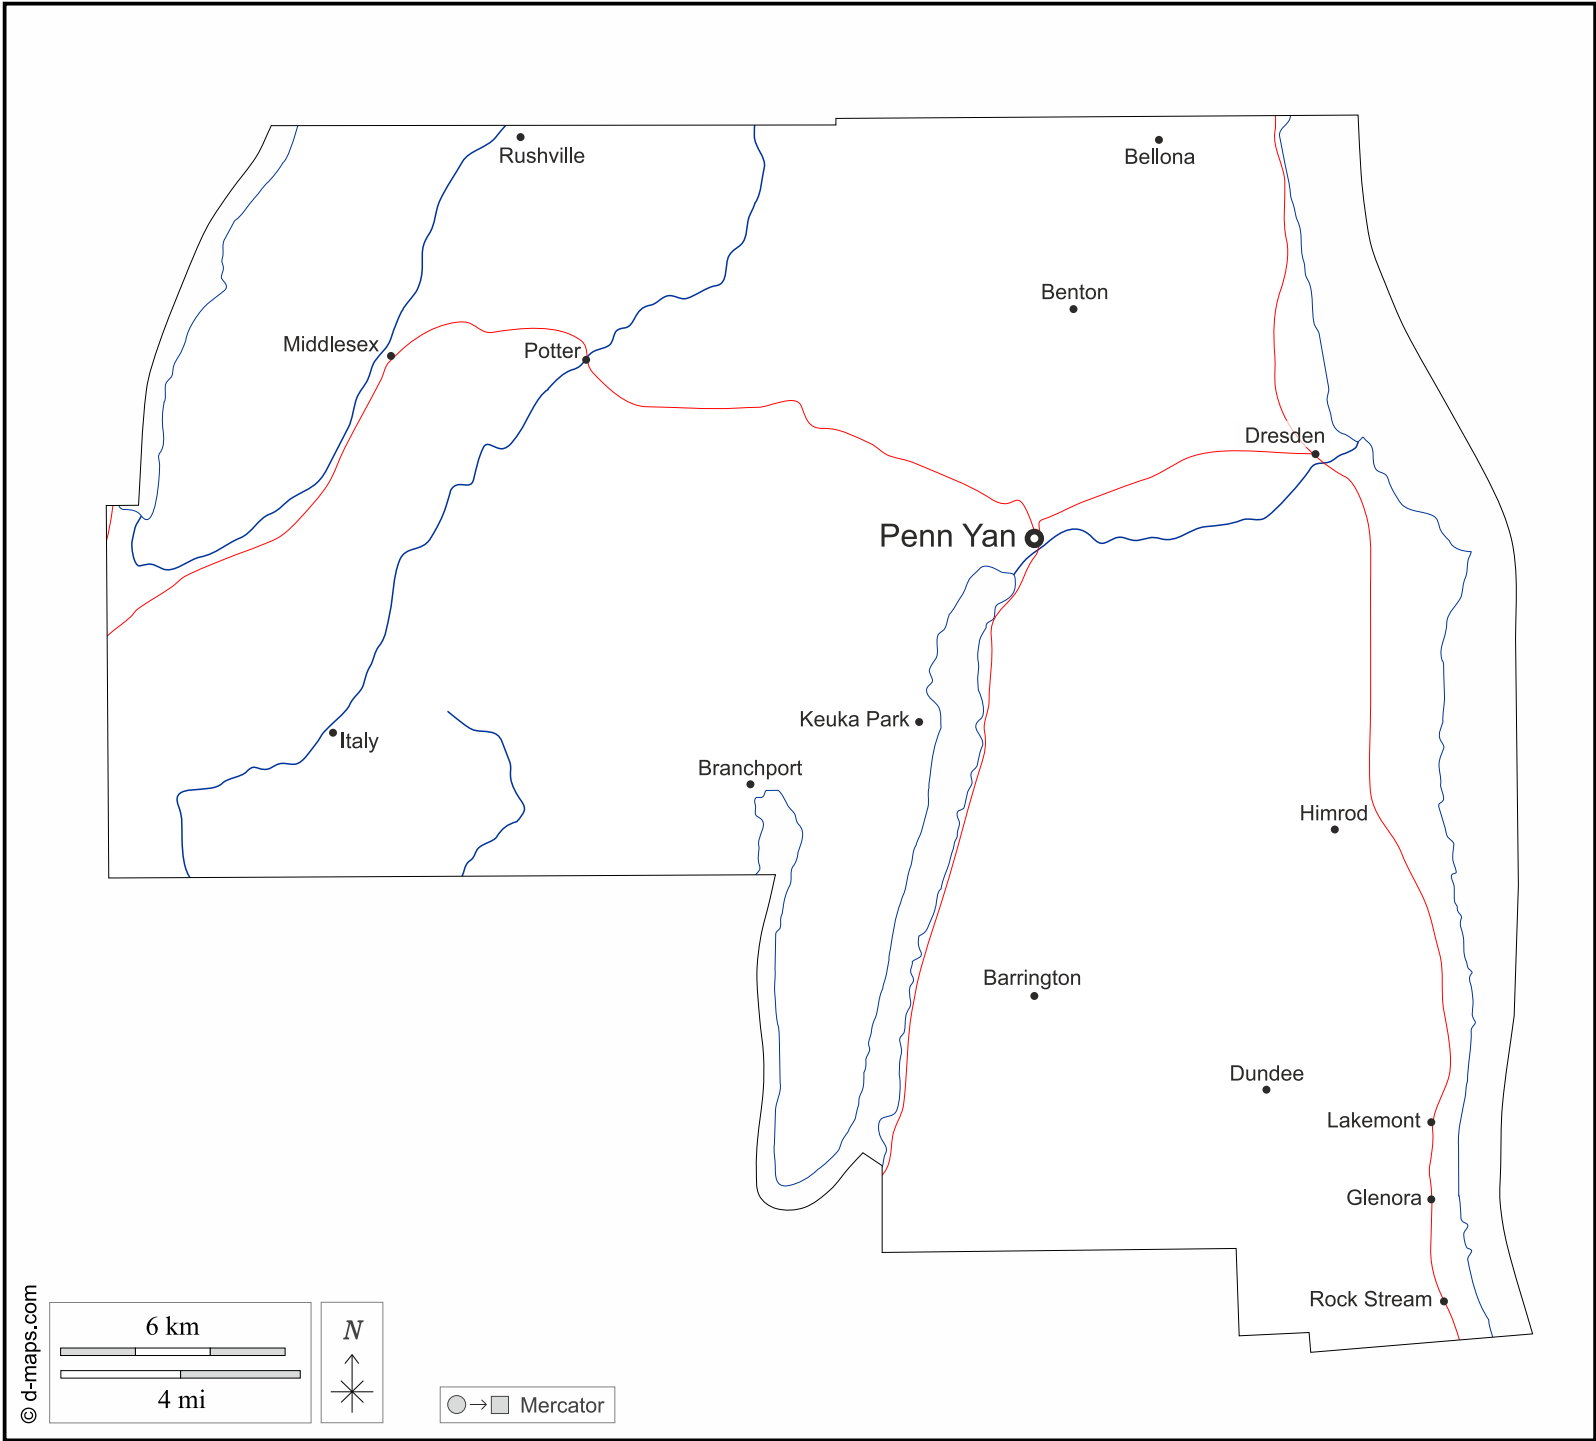 Rushville
Bellona
Benton
Middlesex
Potter
Dresden
Penn Yan
Keuka Park
Italy
Branchport
Himrod
Barrington
Dundee
Lakemont
Glenora
Rock Stream
© d-maps.com
6 km
4 mi
N
Mercator